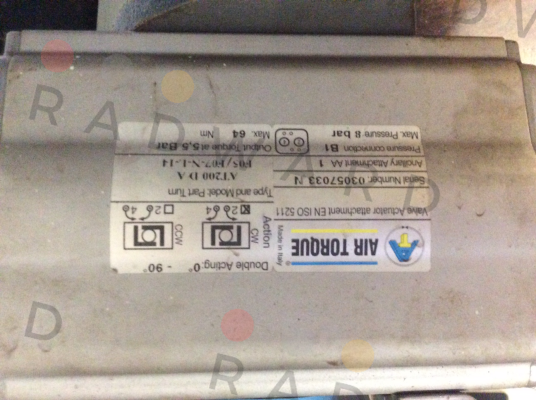 AIR TORQUE
Made in Italy
Valve Actuator attachment EN ISO 5211
Serial Number: 03057033 N
Ancillary Attachment AA 1
Pressure connection B1
Max. Pressure 8 bar
Double Acting: 0° - 90°
Action CW CCW
2 4 2 4
Type and Model: Part Turn
AT200 D/A
F05/F07-N-L-14
Output Torque at 5,5 Bar
Max. 64 Nm
RADWARD
RADWARD